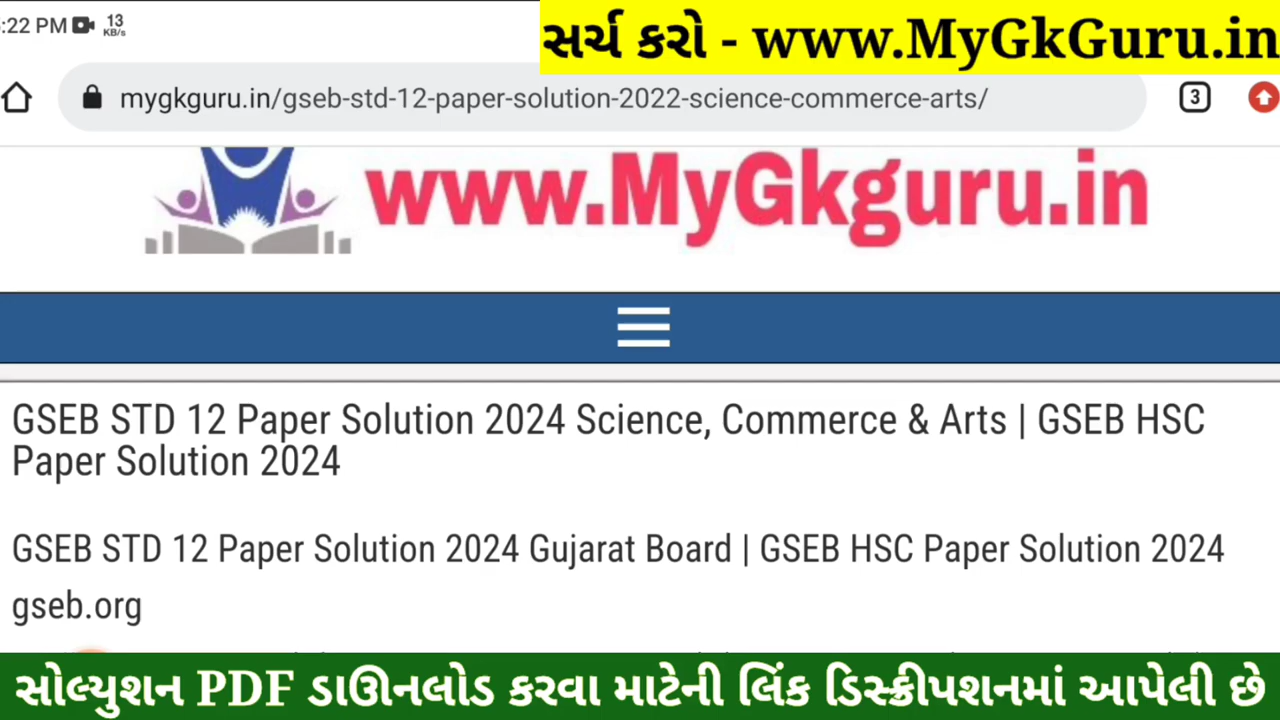 :22 PM 13 KB/s
સર્ચ કરો - www.MyGkGuru.in
mygkguru.in/gseb-std-12-paper-solution-2022-science-commerce-arts/
3
www.MyGkguru.in
GSEB STD 12 Paper Solution 2024 Science, Commerce & Arts | GSEB HSC
Paper Solution 2024
GSEB STD 12 Paper Solution 2024 Gujarat Board | GSEB HSC Paper Solution 2024
gseb.org
સોલ્યુશન PDF ડાઊનલોડ કરવા માટેની લિંક ડિસ્ક્રીપશનમાં આપેલી છે